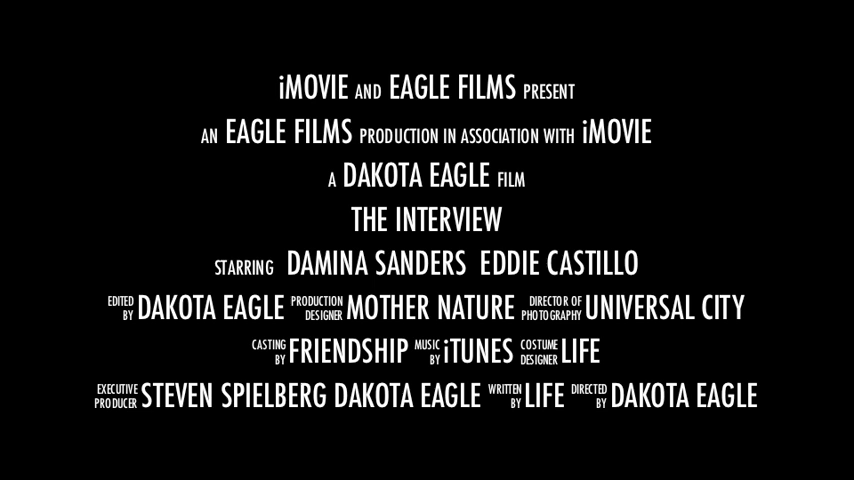 iMOVIE AND EAGLE FILMS PRESENT
AN EAGLE FILMS PRODUCTION IN ASSOCIATION WITH iMOVIE
A DAKOTA EAGLE FILM
THE INTERVIEW
STARRING DAMINA SANDERS EDDIE CASTILLO
EDITED BY DAKOTA EAGLE PRODUCTION DESIGNER MOTHER NATURE DIRECTOR OF PHOTOGRAPHY UNIVERSAL CITY
CASTING BY FRIENDSHIP MUSIC BY iTUNES COSTUME DESIGNER LIFE
EXECUTIVE PRODUCER STEVEN SPIELBERG DAKOTA EAGLE WRITTEN BY LIFE DIRECTED BY DAKOTA EAGLE